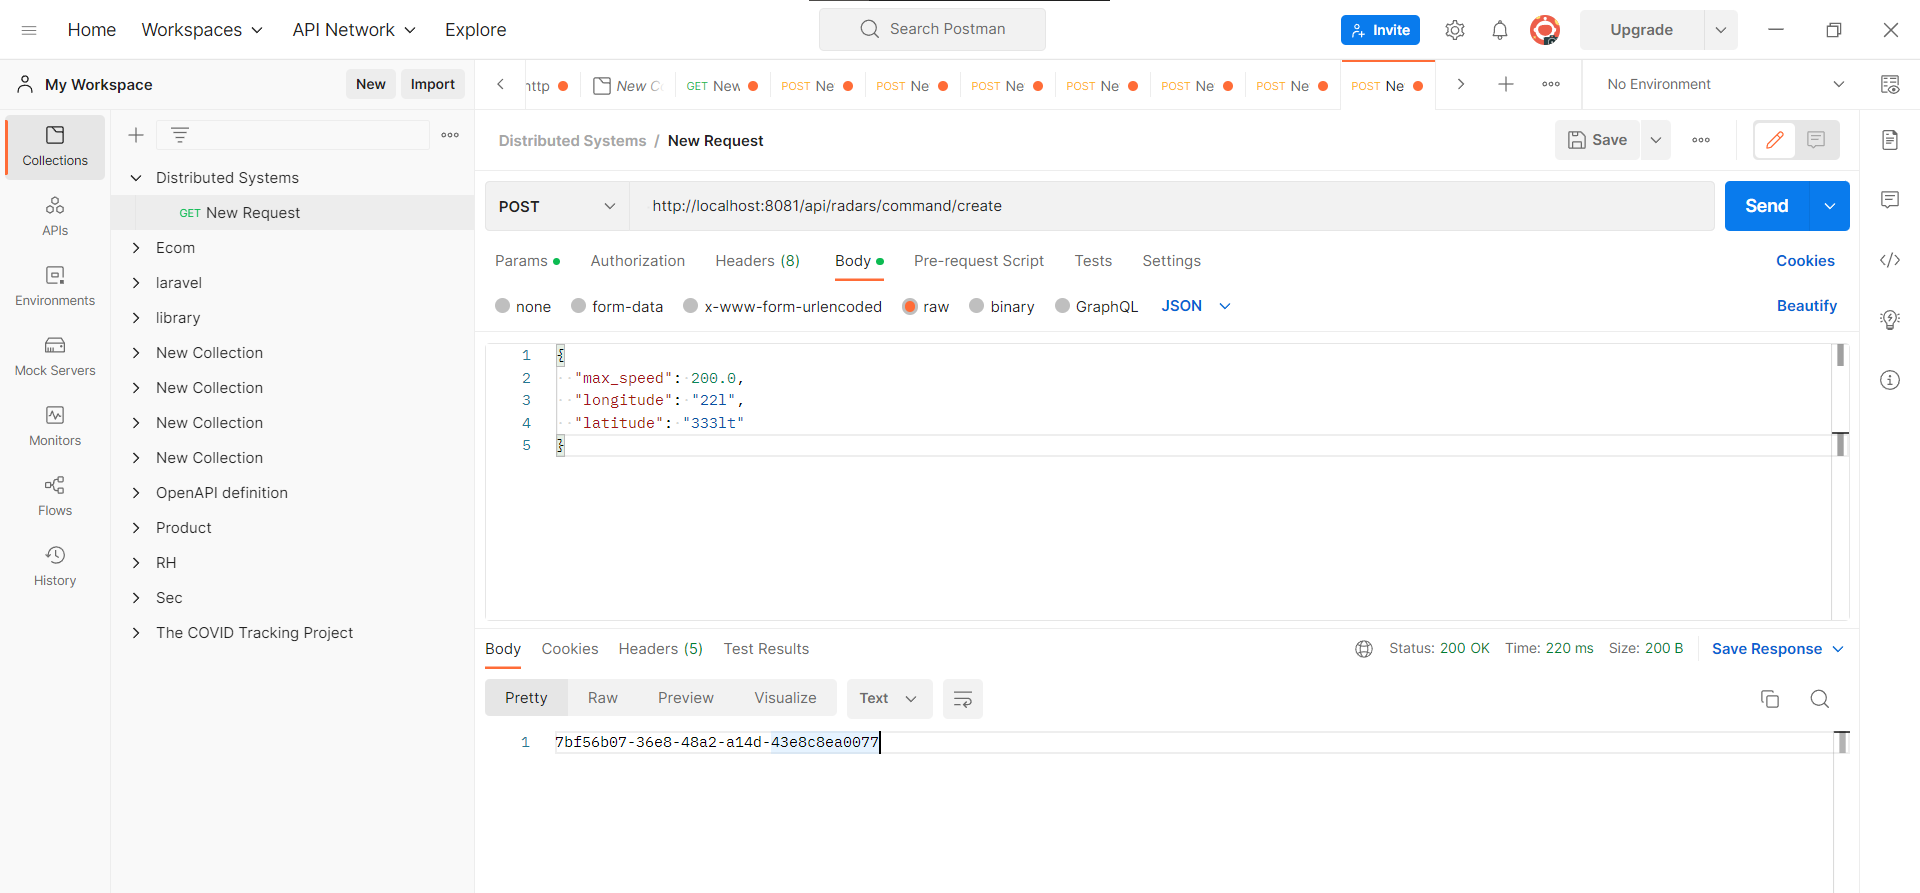 Home Workspaces API Network Explore Search Postman Invite Upgrade
My Workspace New Import
http New C GET New POST Ne POST Ne POST Ne POST Ne POST Ne POST Ne POST Ne No Environment
Collections
APIs
Environments
Mock Servers
Monitors
Flows
History
Distributed Systems
GET New Request
Ecom
laravel
library
New Collection
New Collection
New Collection
New Collection
OpenAPI definition
Product
RH
Sec
The COVID Tracking Project
Distributed Systems / New Request Save
POST http://localhost:8081/api/radars/command/create Send
Params Authorization Headers (8) Body Pre-request Script Tests Settings Cookies
none form-data x-www-form-urlencoded raw binary GraphQL JSON Beautify
1 {
2 "max_speed": 200.0,
3 "longitude": "22l",
4 "latitude": "333lt"
5 }
Body Cookies Headers (5) Test Results Status: 200 OK Time: 220 ms Size: 200 B Save Response
Pretty Raw Preview Visualize Text
1 7bf56b07-36e8-48a2-a14d-43e8c8ea0077